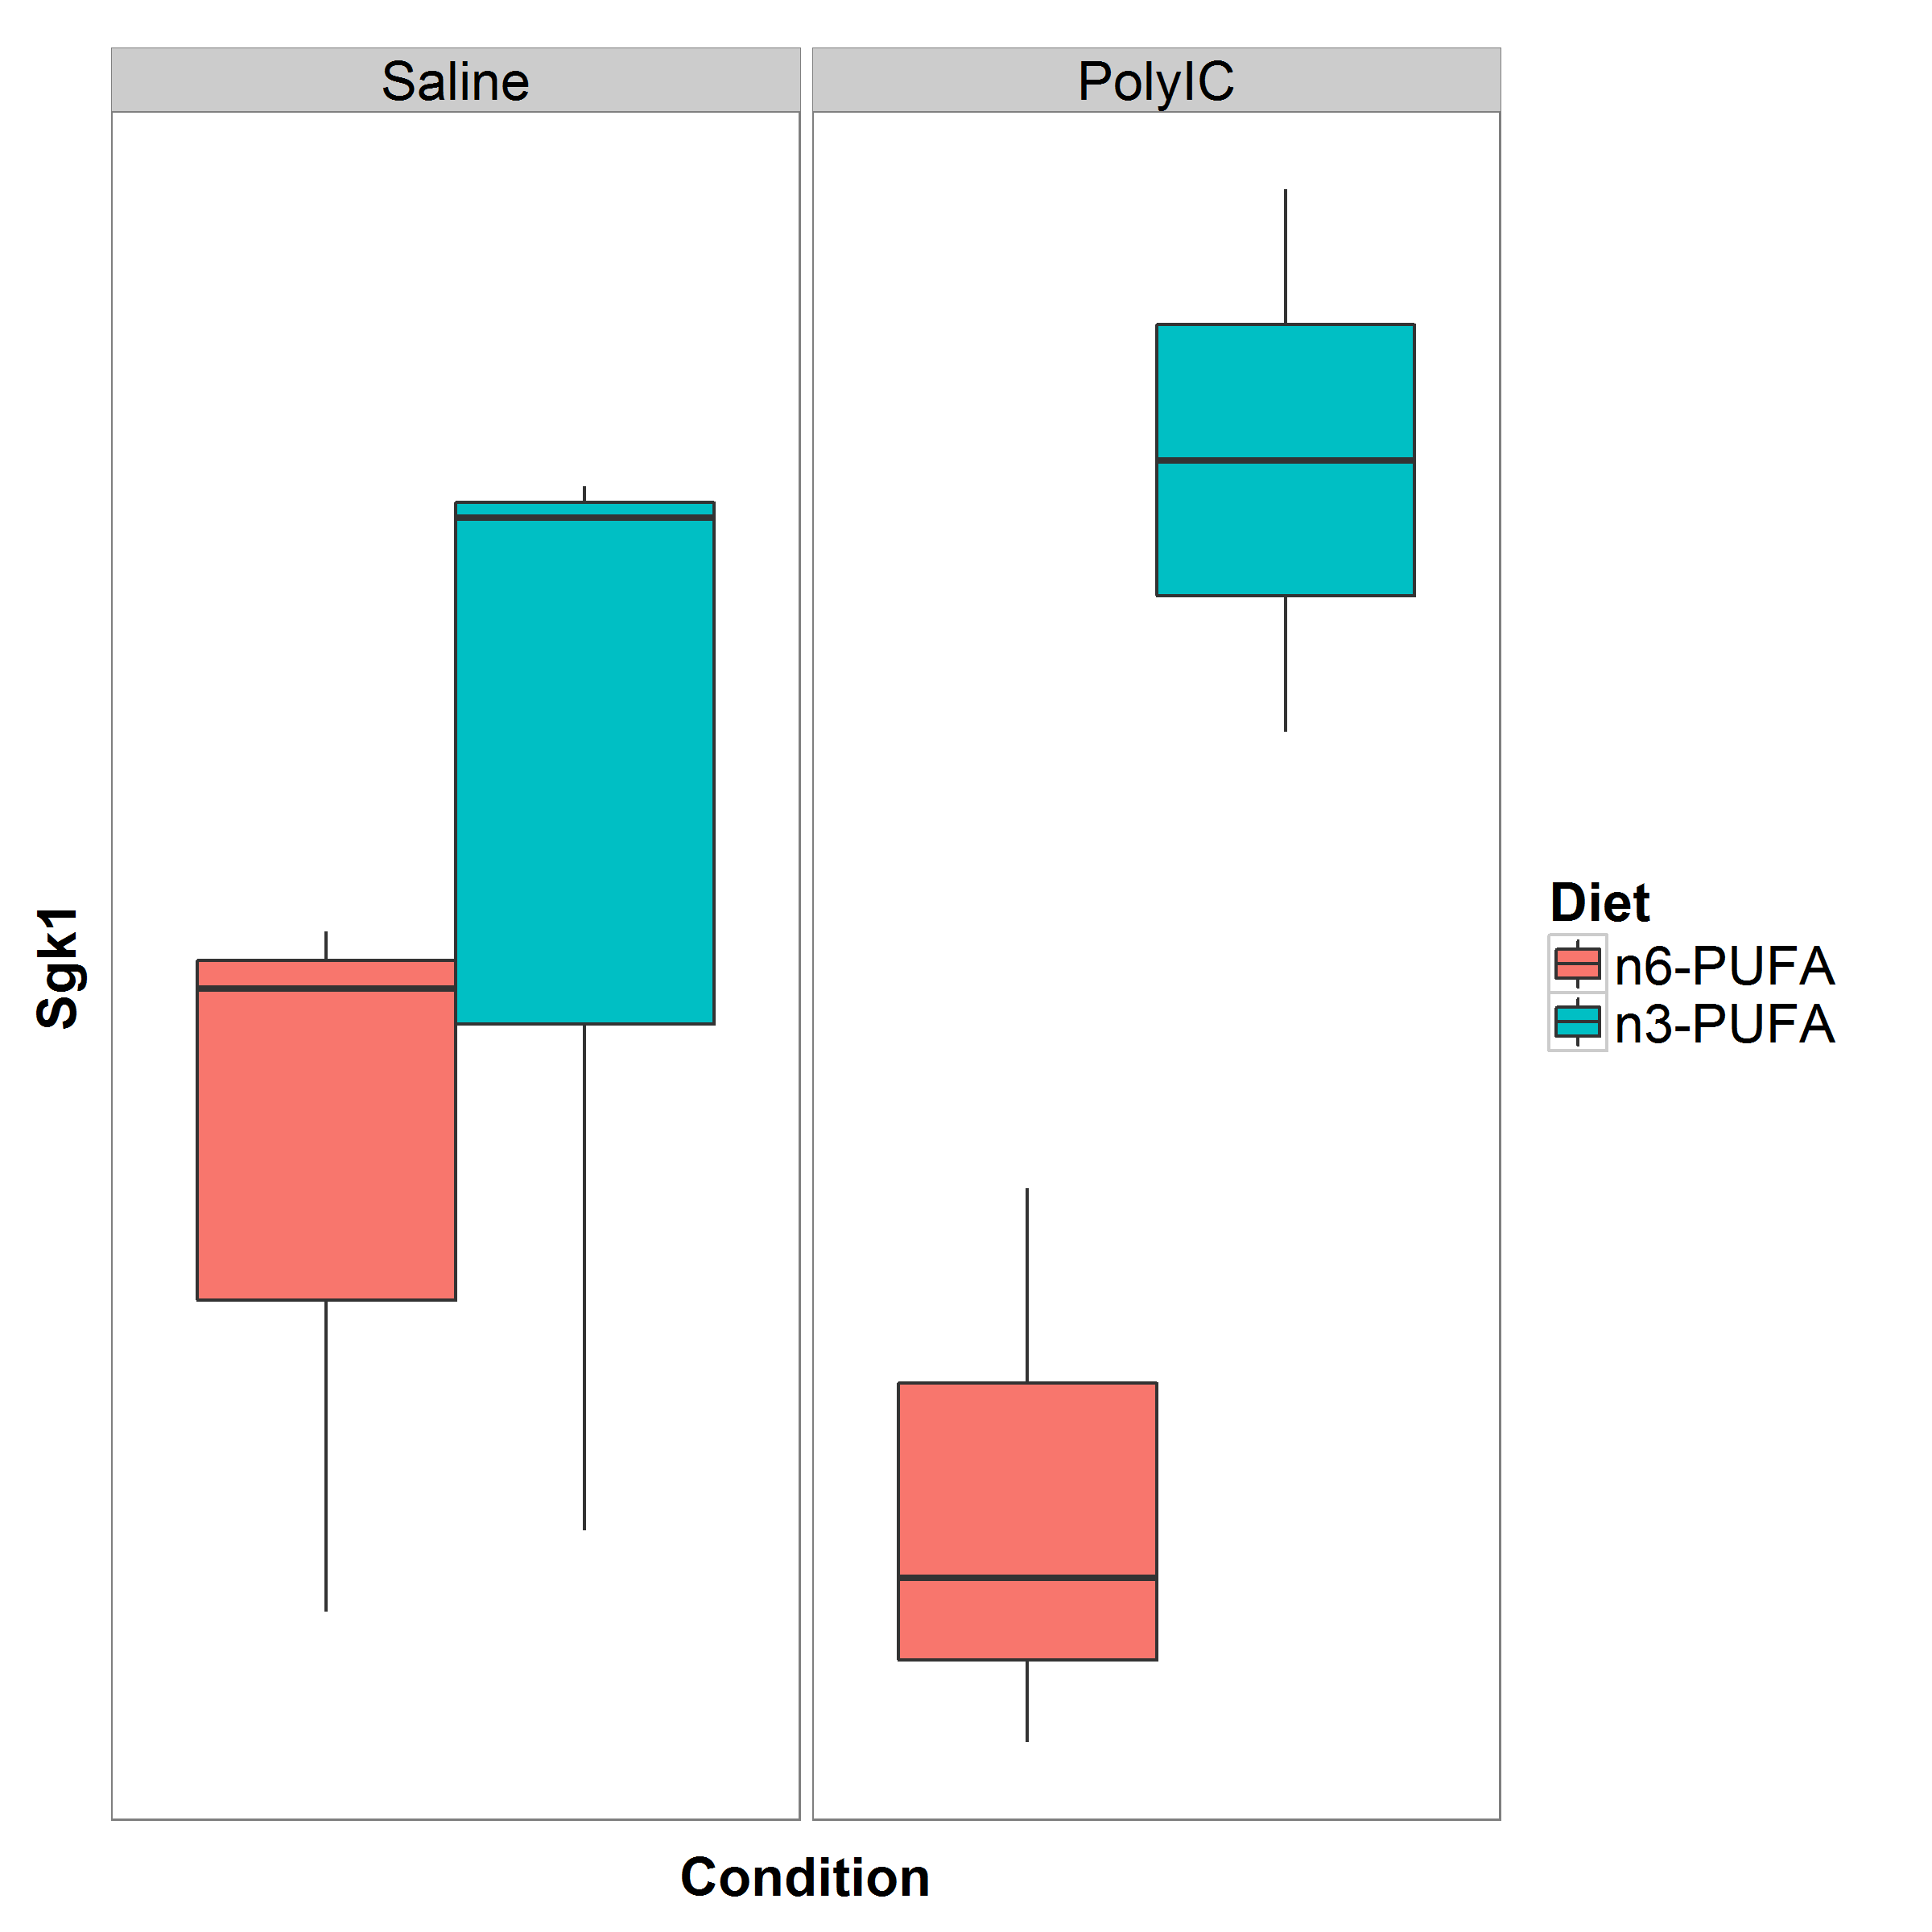 Saline
PolyIC
Sgk1
Diet
n6-PUFA
n3-PUFA
Condition